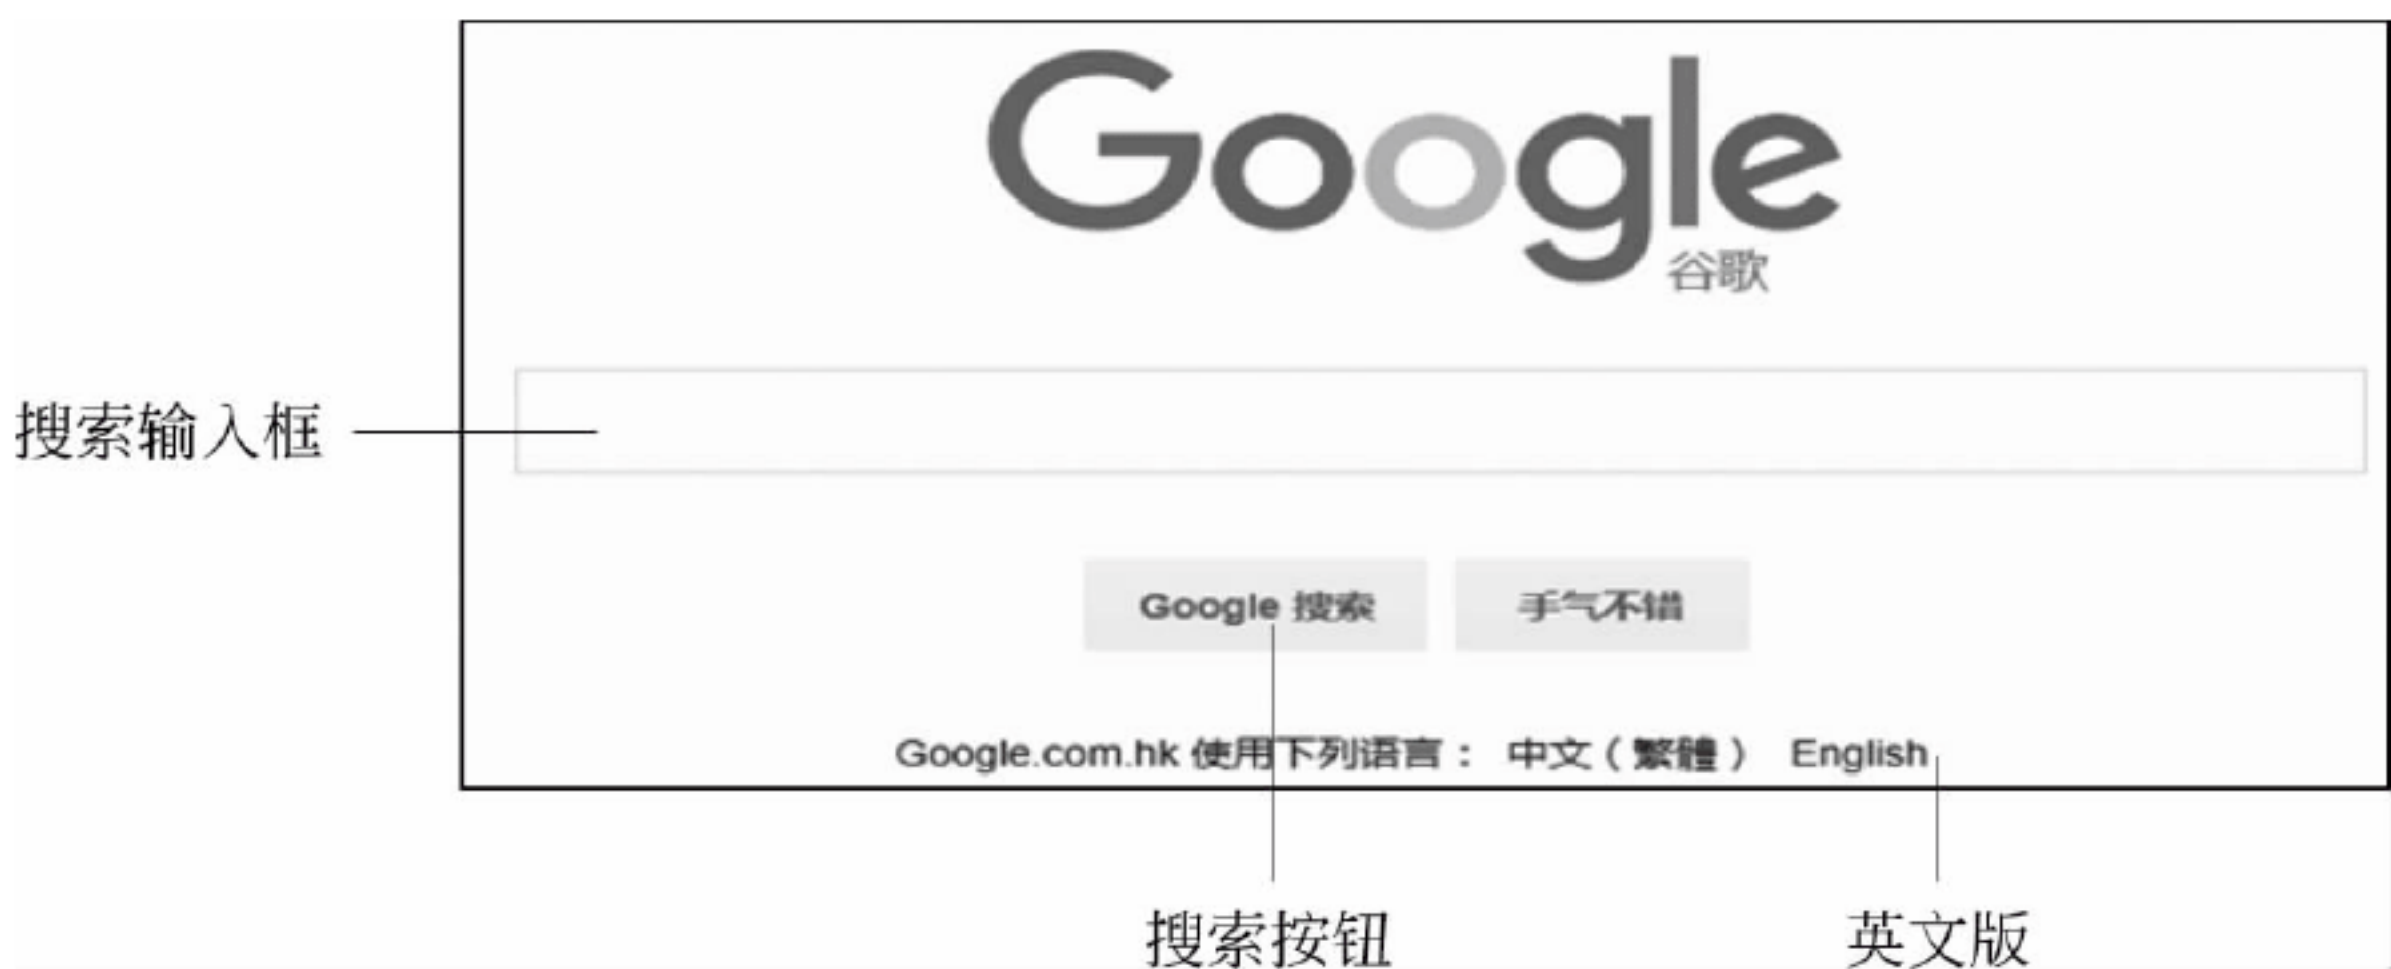 Google
谷歌
搜索输入框
Google 搜索 手气不错
Google.com.hk 使用下列语言： 中文（繁體） English
搜索按钮 英文版